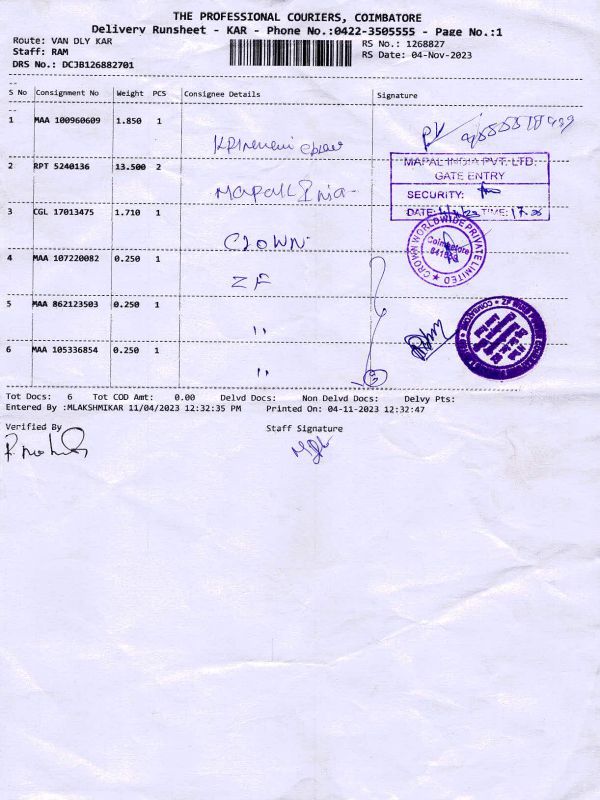 THE PROFESSIONAL COURIERS, COIMBATORE
Delivery Runsheet - KAR - Phone No.:0422-3505555 - Page No.:1
Route: VAN DLY KAR RS No.: 1268827
Staff: RAM RS Date: 04-Nov-2023
DRS No.: DCJB126882701
S No Consignment No Weight PCS Consignee Details Signature
1 MAA 100960609 1.850 1
2 RPT 5240136 13.500 2 MAPALL
MAPAL INDIA PVT. LTD.
GATE ENTRY
SECURITY:
DATE: TIME:
3 CGL 17013475 1.710 1 CROWN
CROWN WORLDWIDE PRIVATE LIMITED
Coimbatore
4 MAA 107220082 0.250 1 ZF
5 MAA 862123503 0.250 1 "
6 MAA 105336854 0.250 1 "
Tot Docs: 6 Tot COD Amt: 0.00 Delvd Docs: Non Delvd Docs: Delvy Pts:
Entered By :MLAKSHMIKAR 11/04/2023 12:32:35 PM Printed On: 04-11-2023 12:32:47
Verified By Staff Signature